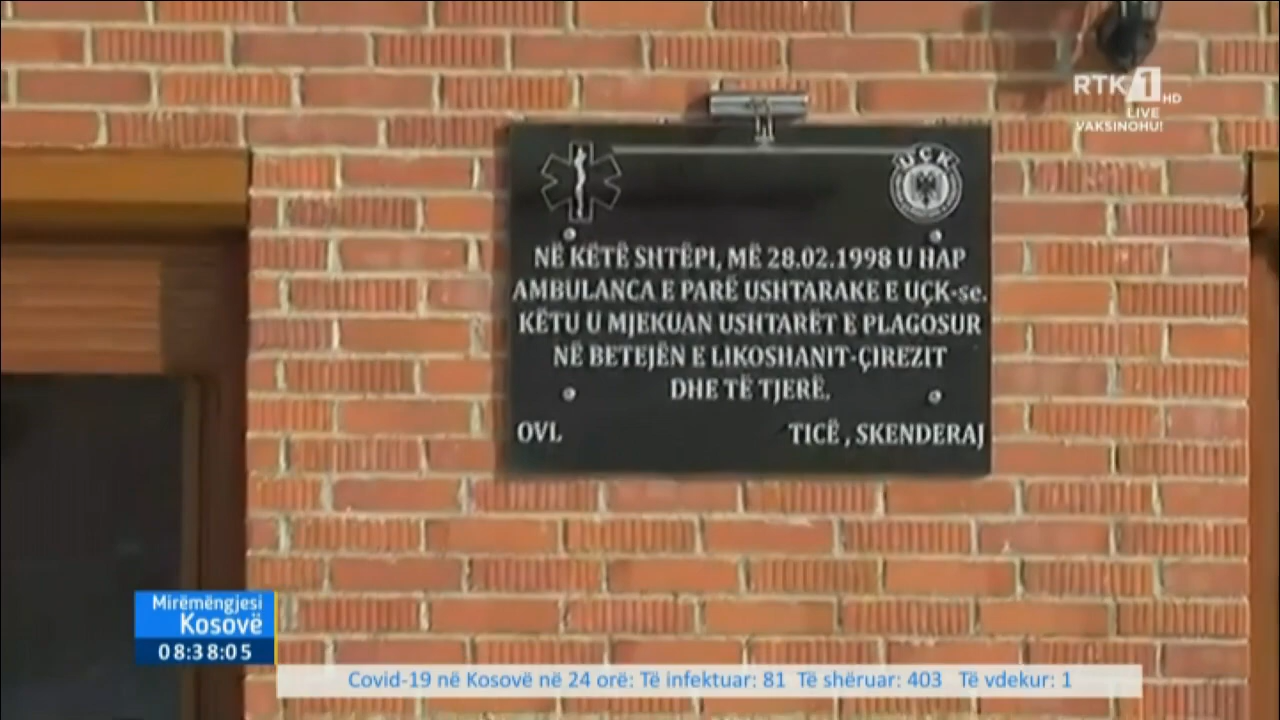 RTK 1 HD
LIVE
VAKSINOHU!
UÇK
NË KËTË SHTËPI, MË 28.02.1998 U HAP
AMBULANCA E PARË USHTARAKE E UÇK-se.
KËTU U MJEKUAN USHTARËT E PLAGOSUR
NË BETEJËN E LIKOSHANIT-ÇIREZIT
DHE TË TJERË.
OVL TICË , SKENDERAJ
Mirëmëngjesi
Kosovë
08:38:05
Covid-19 në Kosovë në 24 orë: Të infektuar: 81 Të shëruar: 403 Të vdekur: 1